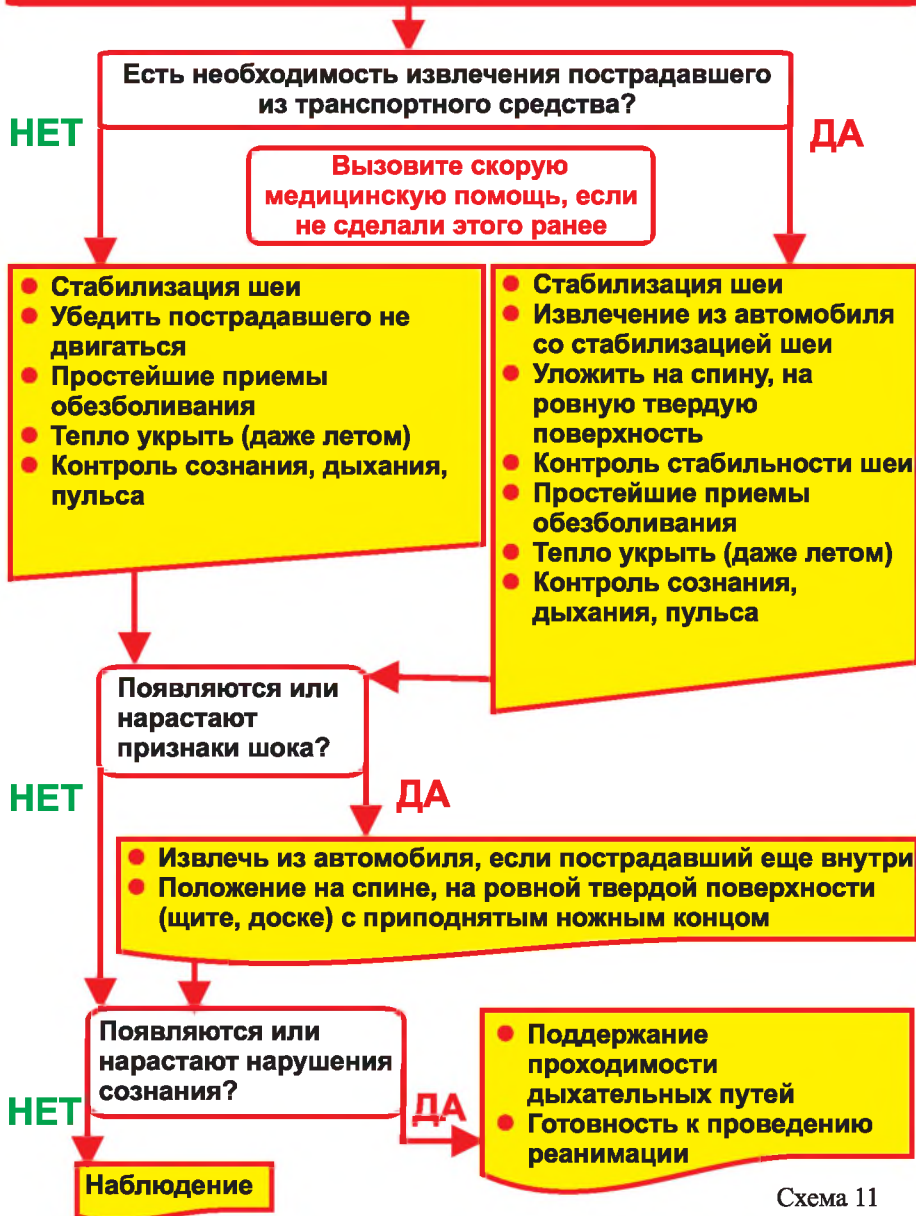 Есть необходимость извлечения пострадавшего
из транспортного средства?
НЕТ
ДА
Вызовите скорую
медицинскую помощь, если
не сделали этого ранее
● Стабилизация шеи
● Убедить пострадавшего не
двигаться
● Простейшие приемы
обезболивания
● Тепло укрыть (даже летом)
● Контроль сознания, дыхания,
пульса
● Стабилизация шеи
● Извлечение из автомобиля
со стабилизацией шеи
● Уложить на спину, на
ровную твердую
поверхность
● Контроль стабильности шеи
● Простейшие приемы
обезболивания
● Тепло укрыть (даже летом)
● Контроль сознания,
дыхания, пульса
Появляются или
нарастают
признаки шока?
НЕТ
ДА
● Извлечь из автомобиля, если пострадавший еще внутри
● Положение на спине, на ровной твердой поверхности
(щите, доске) с приподнятым ножным концом
Появляются или
нарастают нарушения
сознания?
НЕТ
ДА
● Поддержание
проходимости
дыхательных путей
● Готовность к проведению
реанимации
Наблюдение
Схема 11